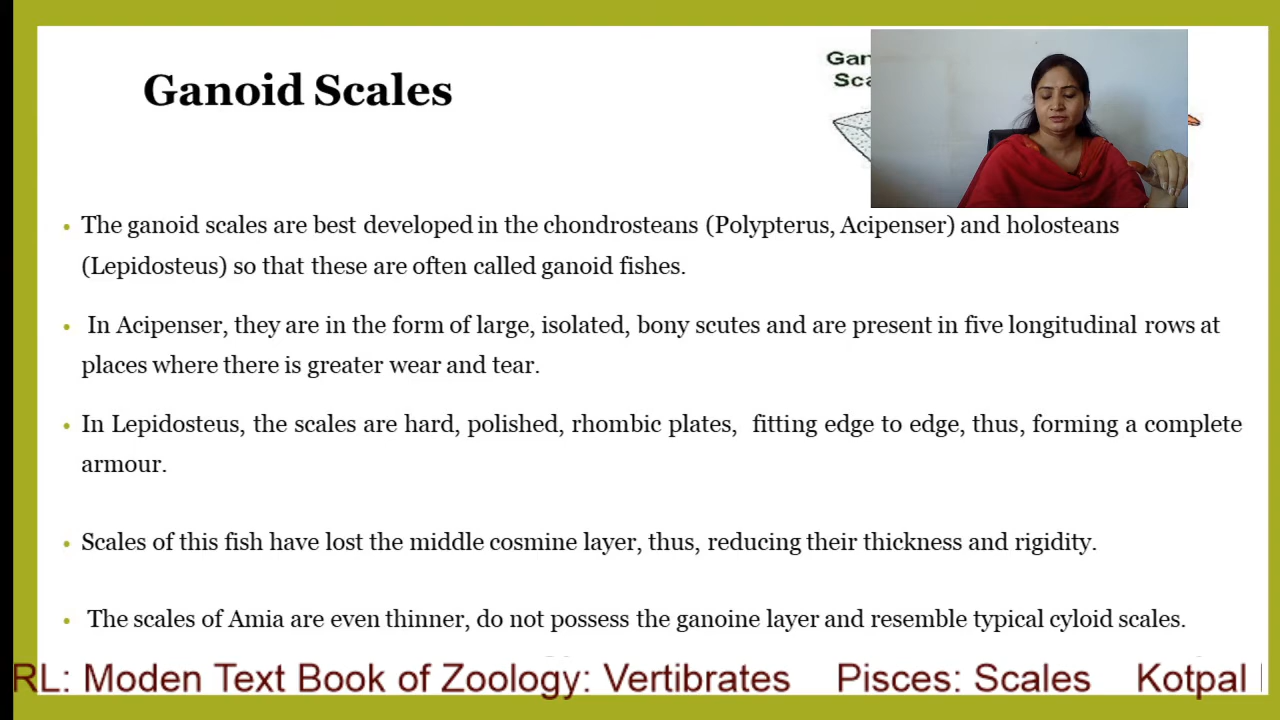 Ganoid Scales
Gan
Sca
• The ganoid scales are best developed in the chondrosteans (Polypterus, Acipenser) and holosteans
(Lepidosteus) so that these are often called ganoid fishes.
• In Acipenser, they are in the form of large, isolated, bony scutes and are present in five longitudinal rows at
places where there is greater wear and tear.
• In Lepidosteus, the scales are hard, polished, rhombic plates, fitting edge to edge, thus, forming a complete
armour.
• Scales of this fish have lost the middle cosmine layer, thus, reducing their thickness and rigidity.
• The scales of Amia are even thinner, do not possess the ganoine layer and resemble typical cyloid scales.
RL: Moden Text Book of Zoology: Vertibrates Pisces: Scales Kotpal